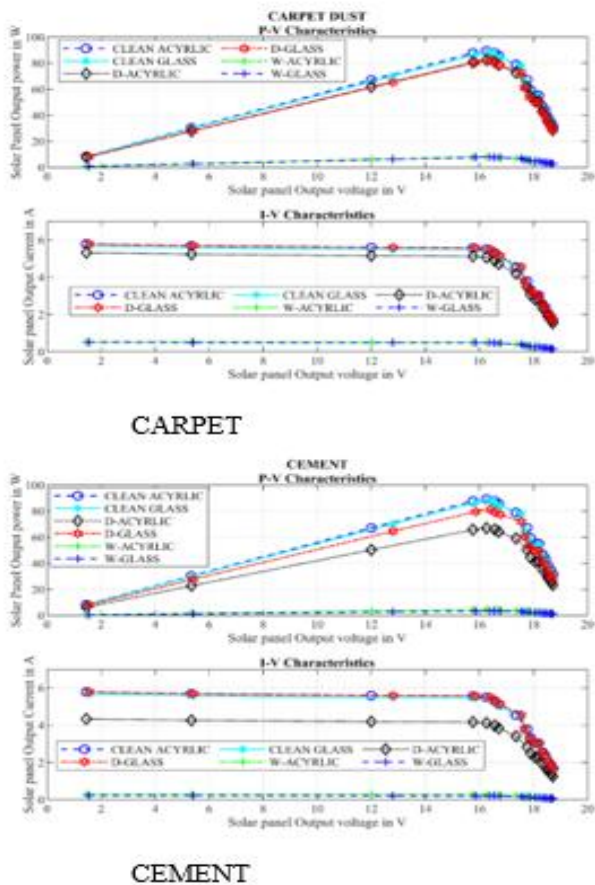 CARPET DUST
P-V Characteristics
Solar Panel Output power in W
100
80
60
40
20
0
CLEAN ACYRLIC
CLEAN GLASS
D-ACYRLIC
D-GLASS
W-ACYRLIC
W-GLASS
0 2 4 6 8 10 12 14 16 18 20
Solar panel Output voltage in V
I-V Characteristics
Solar panel Output Current in A
6
4
2
0
CLEAN ACYRLIC CLEAN GLASS D-ACYRLIC
D-GLASS W-ACYRLIC W-GLASS
0 2 4 6 8 10 12 14 16 18 20
Solar panel Output voltage in V
CARPET
CEMENT
P-V Characteristics
Solar Panel Output power in W
100
80
60
40
20
0
CLEAN ACYRLIC
CLEAN GLASS
D-ACYRLIC
D-GLASS
W-ACYRLIC
W-GLASS
0 2 4 6 8 10 12 14 16 18 20
Solar panel Output voltage in V
I-V Characteristics
Solar panel Output Current in A
6
4
2
0
CLEAN ACYRLIC CLEAN GLASS D-ACYRLIC
D-GLASS W-ACYRLIC W-GLASS
0 2 4 6 8 10 12 14 16 18 20
Solar panel Output voltage in V
CEMENT